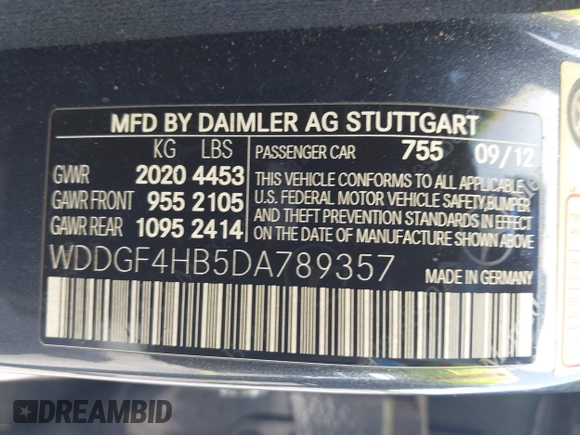 MFD BY DAIMLER AG STUTTGART
KG LBS
GVWR 2020 4453
GAWR FRONT 955 2105
GAWR REAR 1095 2414
PASSENGER CAR 755 09/12
THIS VEHICLE CONFORMS TO ALL APPLICABLE
U.S. FEDERAL MOTOR VEHICLE SAFETY, BUMPER,
AND THEFT PREVENTION STANDARDS
IN EFFECT ON THE DATE OF
MANUFACTURE SHOWN ABOVE.
WDDGF4HB5DA789357
MADE IN GERMANY
DREAMBID